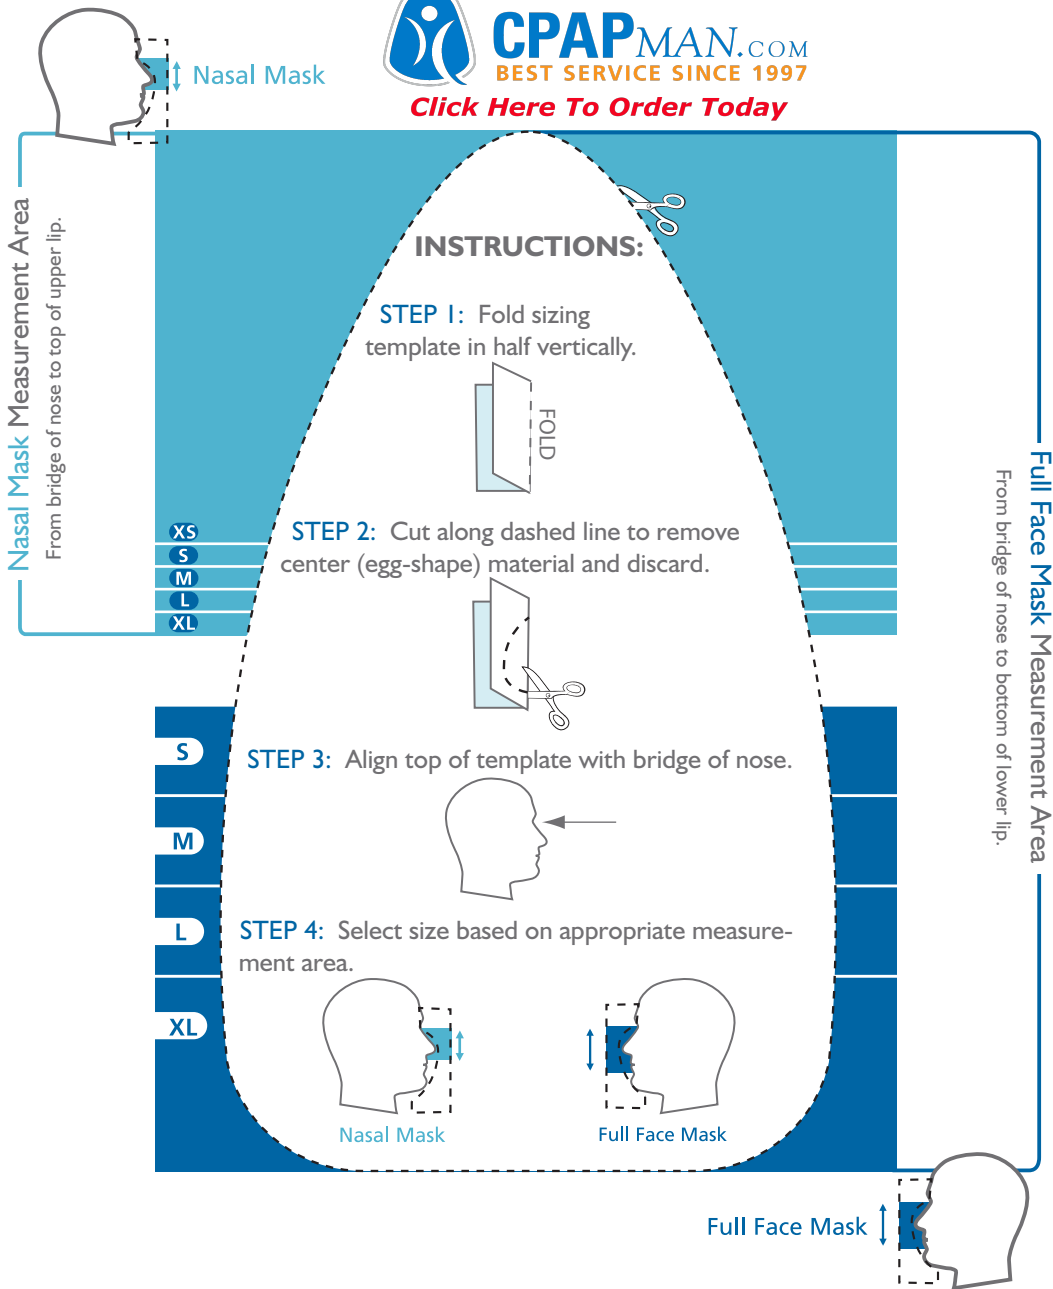 CPAPMAN.COM
BEST SERVICE SINCE 1997
Click Here To Order Today
Nasal Mask
Nasal Mask Measurement Area
From bridge of nose to top of upper lip.
INSTRUCTIONS:
STEP 1: Fold sizing
template in half vertically.
FOLD
XS
S
M
L
XL
STEP 2: Cut along dashed line to remove
center (egg-shape) material and discard.
Full Face Mask Measurement Area
From bridge of nose to bottom of lower lip.
S
M
L
XL
STEP 3: Align top of template with bridge of nose.
STEP 4: Select size based on appropriate measure-
ment area.
Nasal Mask
Full Face Mask
Full Face Mask